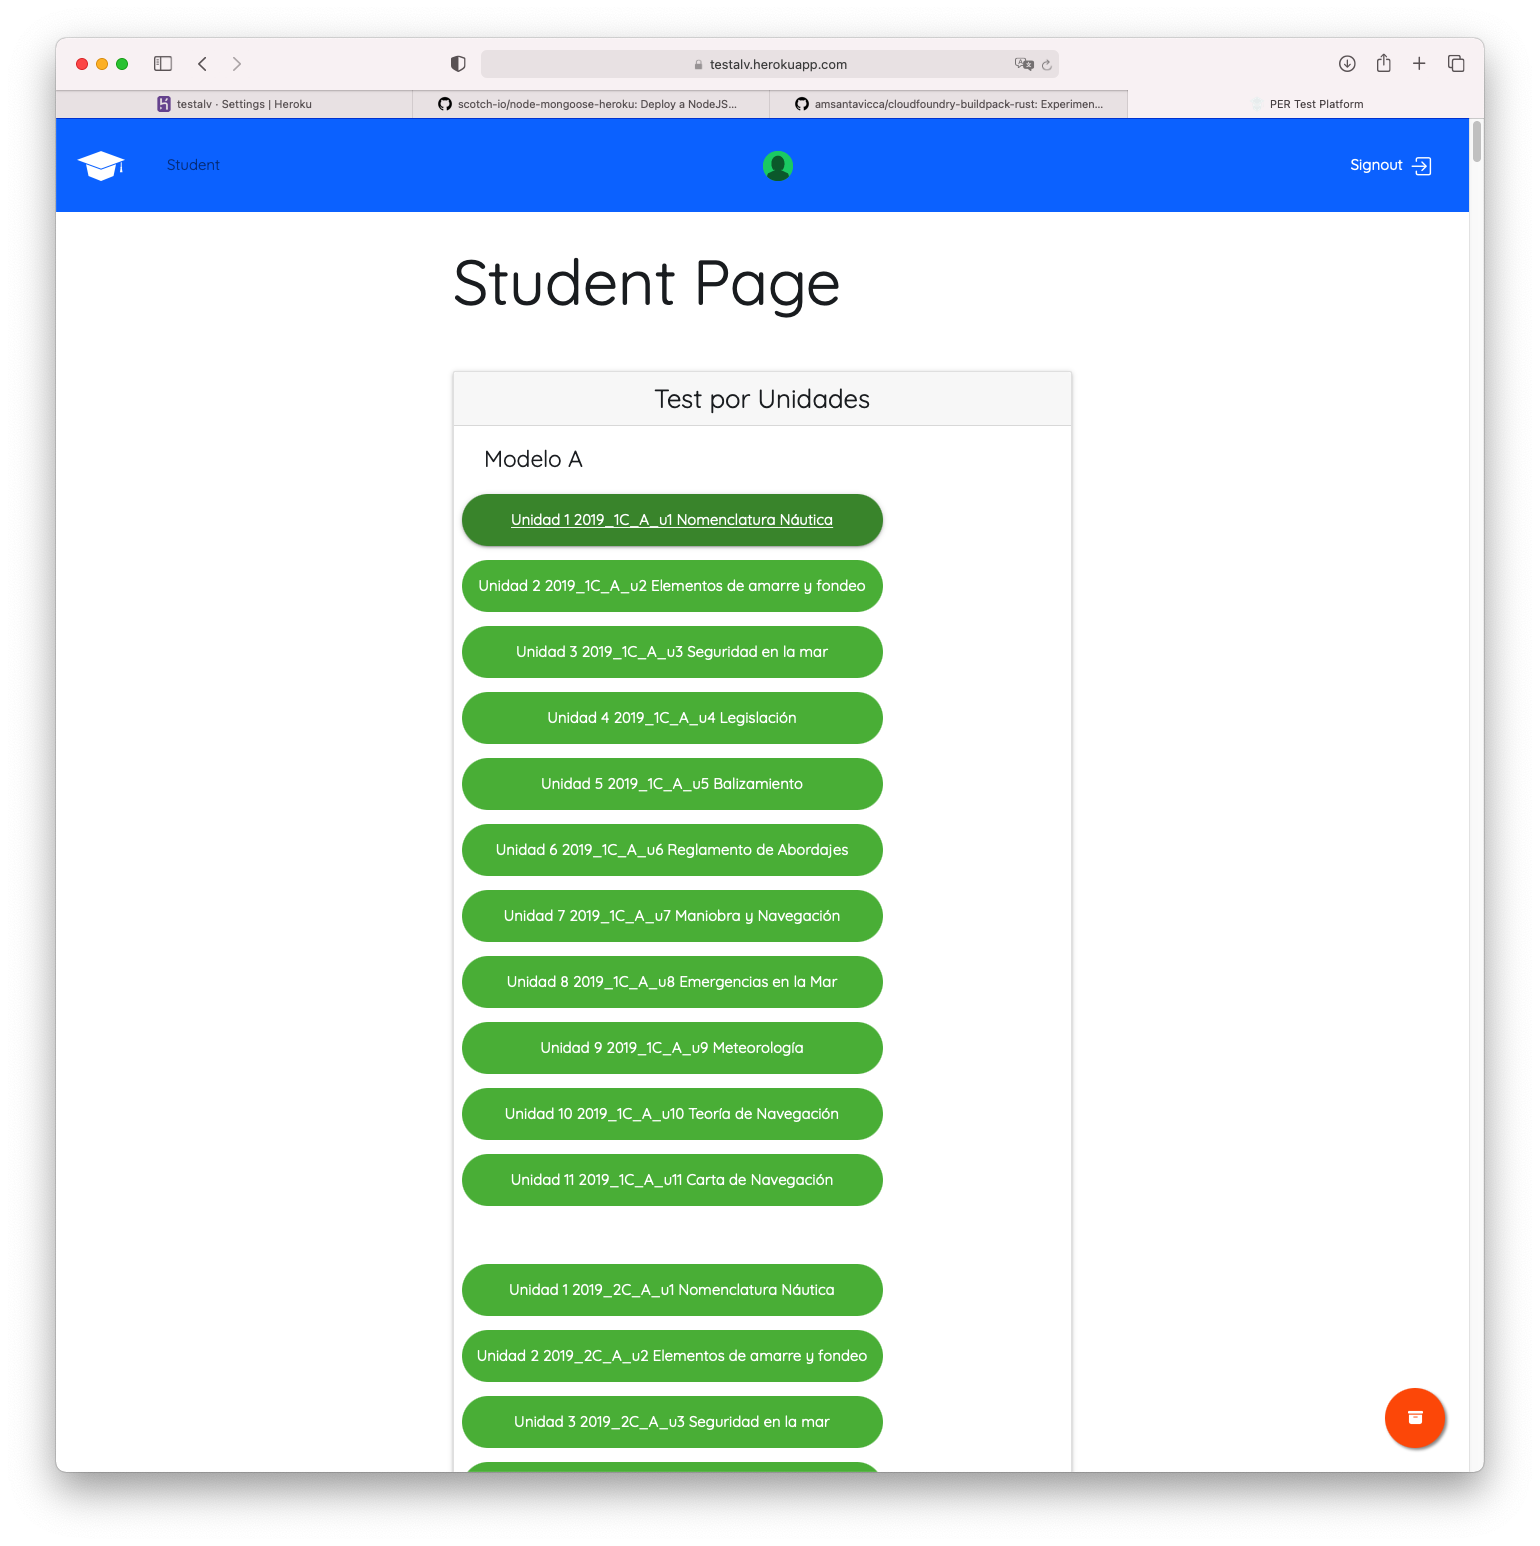 testalv.herokuapp.com
testalv · Settings | Heroku
scotch-io/node-mongoose-heroku: Deploy a NodeJS...
amsantavicca/cloudfoundry-buildpack-rust: Experimen...
PER Test Platform
Student
Signout
Student Page
Test por Unidades
Modelo A
Unidad 1 2019_1C_A_u1 Nomenclatura Náutica
Unidad 2 2019_1C_A_u2 Elementos de amarre y fondeo
Unidad 3 2019_1C_A_u3 Seguridad en la mar
Unidad 4 2019_1C_A_u4 Legislación
Unidad 5 2019_1C_A_u5 Balizamiento
Unidad 6 2019_1C_A_u6 Reglamento de Abordajes
Unidad 7 2019_1C_A_u7 Maniobra y Navegación
Unidad 8 2019_1C_A_u8 Emergencias en la Mar
Unidad 9 2019_1C_A_u9 Meteorología
Unidad 10 2019_1C_A_u10 Teoría de Navegación
Unidad 11 2019_1C_A_u11 Carta de Navegación
Unidad 1 2019_2C_A_u1 Nomenclatura Náutica
Unidad 2 2019_2C_A_u2 Elementos de amarre y fondeo
Unidad 3 2019_2C_A_u3 Seguridad en la mar